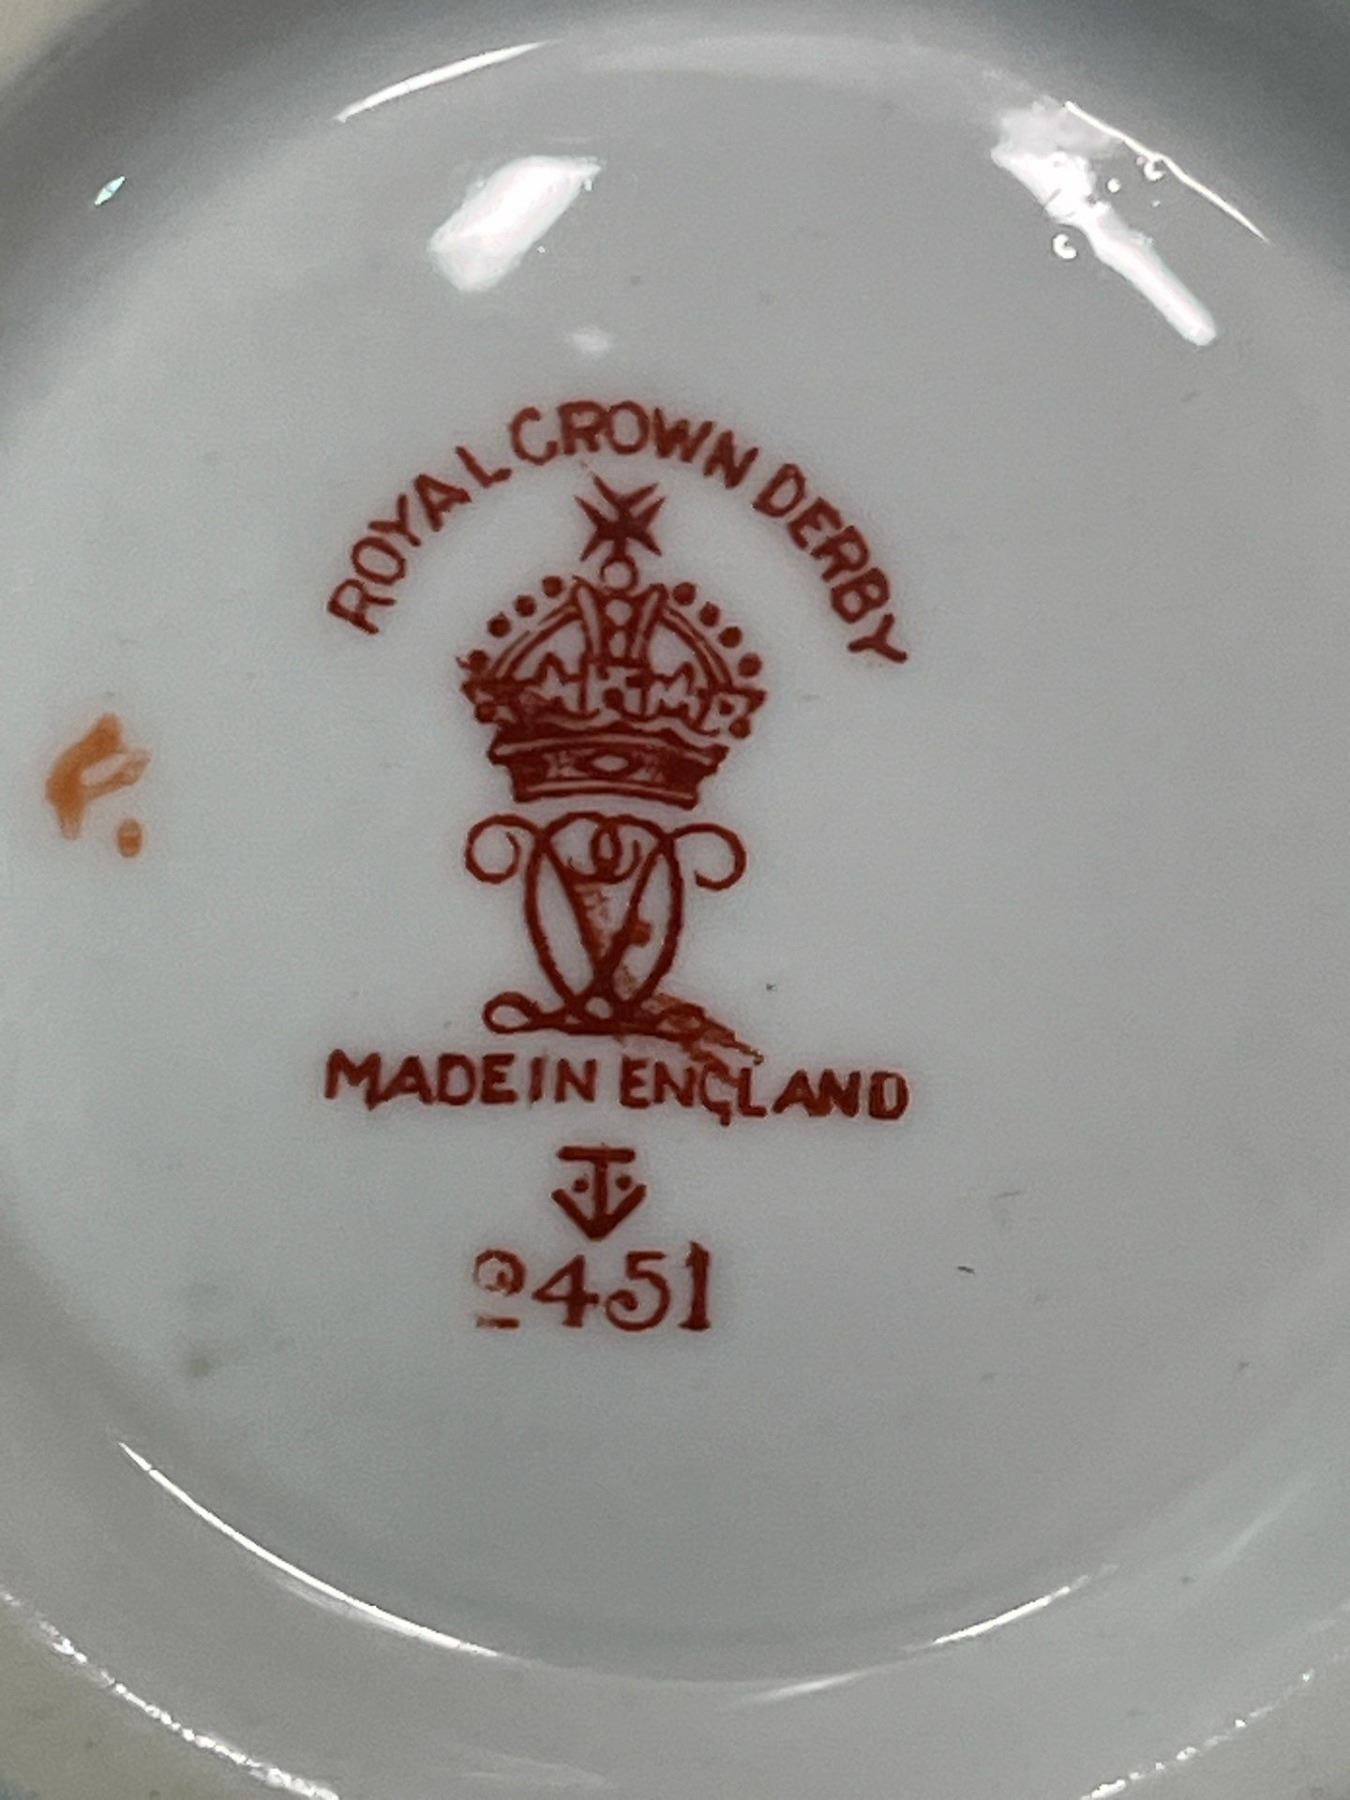 ROYAL CROWN DERBY
MADE IN ENGLAND
2451